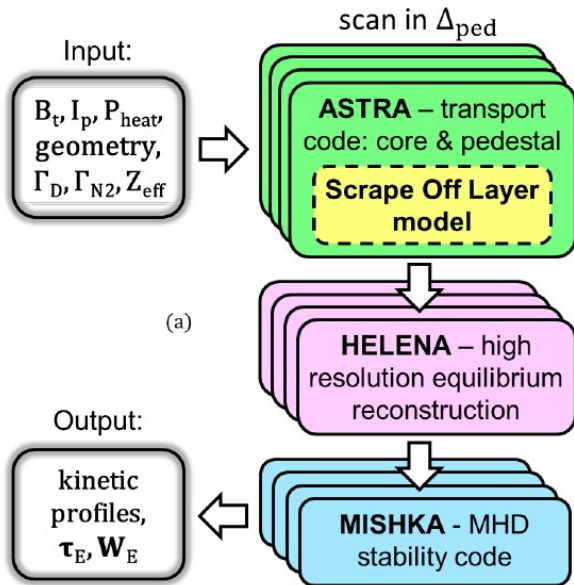 scan in Δped
Input:
Bt, Ip, Pheat,
geometry,
ΓD, ΓN2, Zeff
ASTRA – transport
code: core & pedestal
Scrape Off Layer
model
(a)
HELENA – high
resolution equilibrium
reconstruction
Output:
kinetic
profiles,
τE, WE
MISHKA - MHD
stability code